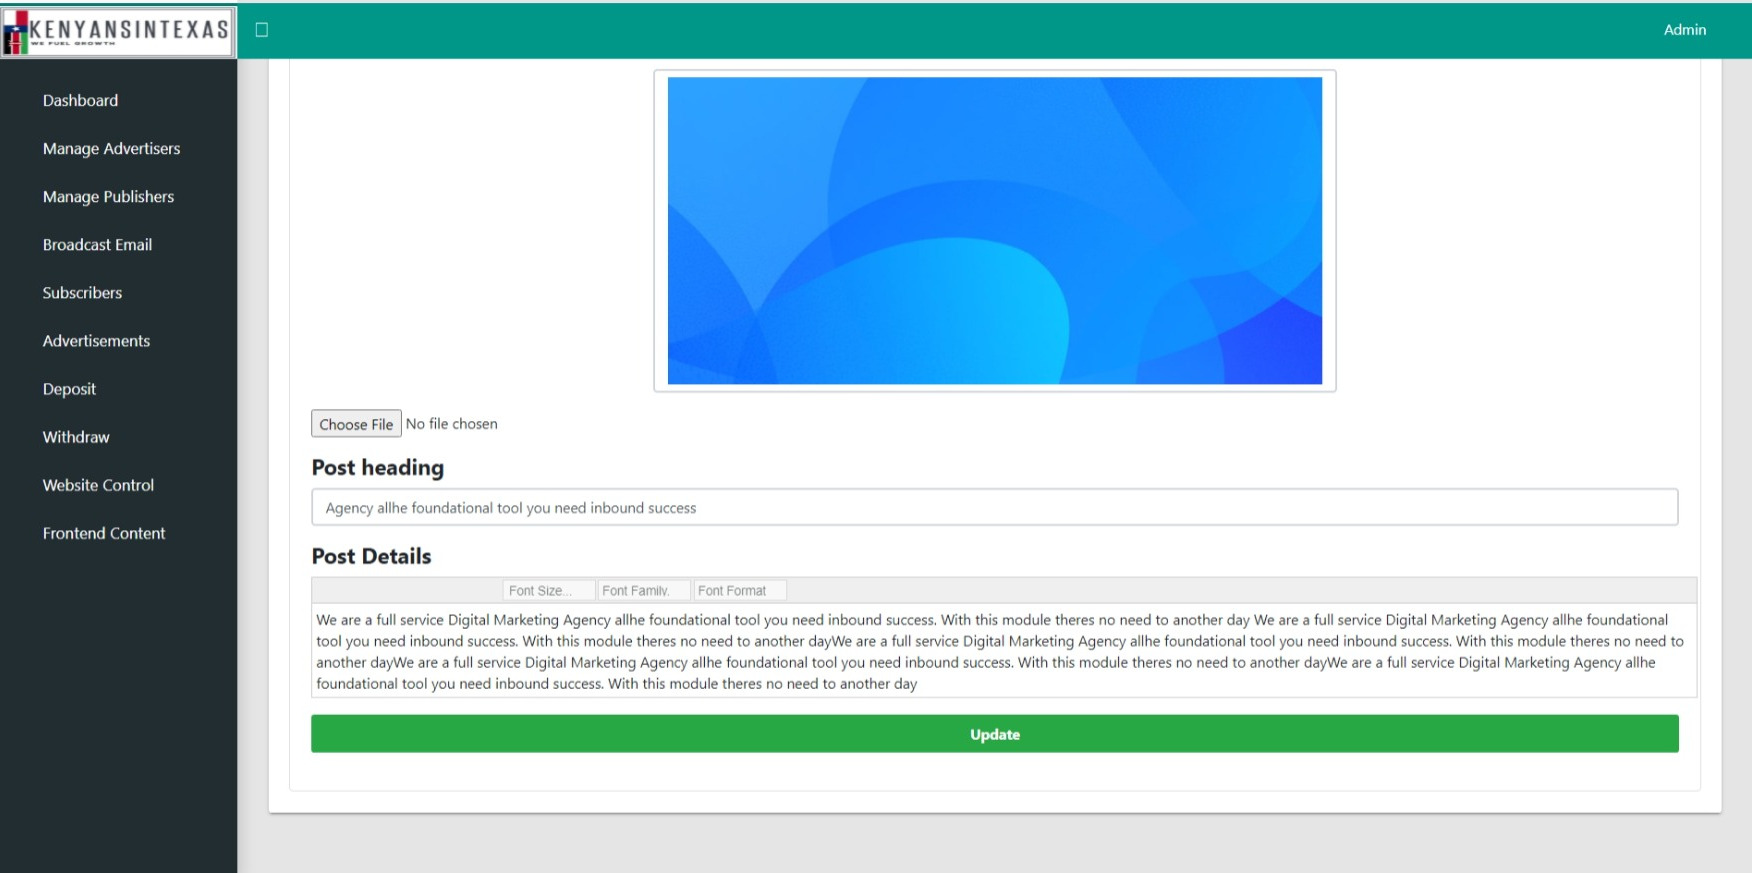 KENYANSINTEXAS
WE FUEL GROWTH
Admin
Dashboard
Manage Advertisers
Manage Publishers
Broadcast Email
Subscribers
Advertisements
Deposit
Withdraw
Website Control
Frontend Content
Choose File No file chosen
Post heading
Agency allhe foundational tool you need inbound success
Post Details
Font Size... Font Family. Font Format
We are a full service Digital Marketing Agency allhe foundational tool you need inbound success. With this module theres no need to another day We are a full service Digital Marketing Agency allhe foundational
tool you need inbound success. With this module theres no need to another dayWe are a full service Digital Marketing Agency allhe foundational tool you need inbound success. With this module theres no need to
another dayWe are a full service Digital Marketing Agency allhe foundational tool you need inbound success. With this module theres no need to another dayWe are a full service Digital Marketing Agency allhe
foundational tool you need inbound success. With this module theres no need to another day
Update